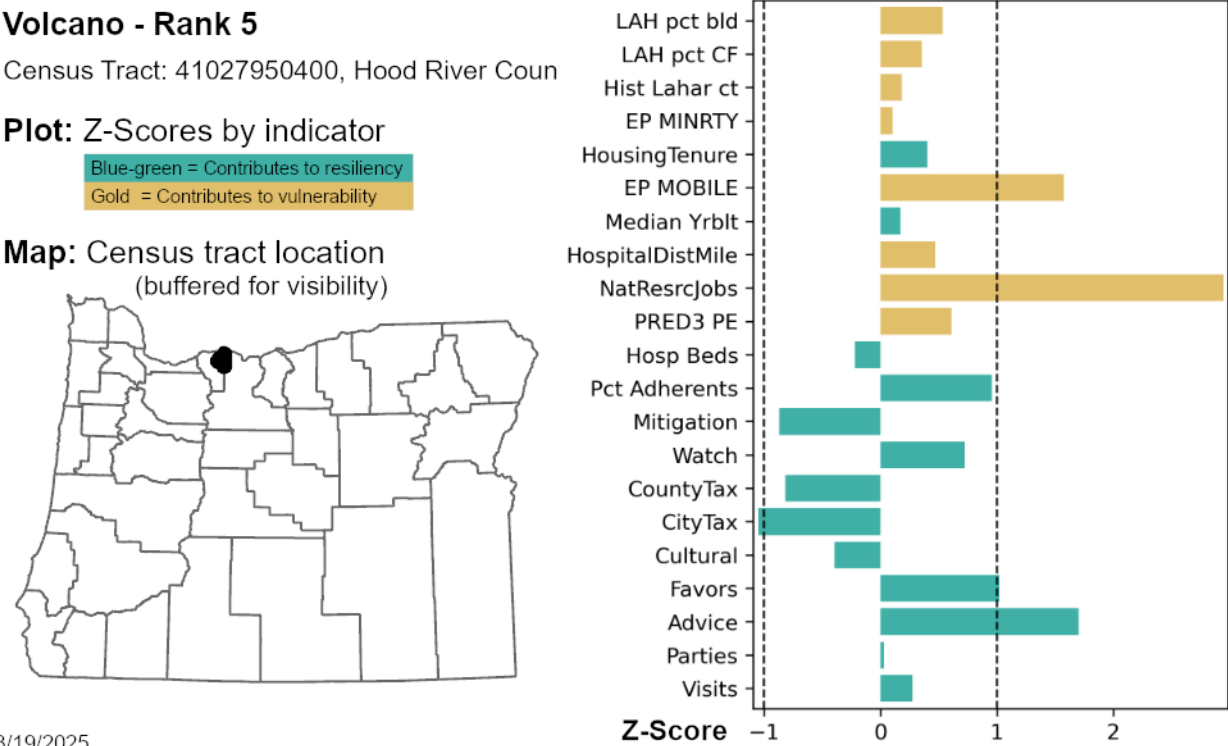 Volcano - Rank 5
Census Tract: 41027950400, Hood River Coun
Plot: Z-Scores by indicator
Blue-green = Contributes to resiliency
Gold = Contributes to vulnerability
Map: Census tract location
(buffered for visibility)
/19/2025
LAH pct bld
LAH pct CF
Hist Lahar ct
EP MINRTY
HousingTenure
EP MOBILE
Median Yrblt
HospitalDistMile
NatResrcJobs
PRED3 PE
Hosp Beds
Pct Adherents
Mitigation
Watch
CountyTax
CityTax
Cultural
Favors
Advice
Parties
Visits
Z-Score −1 0 1 2